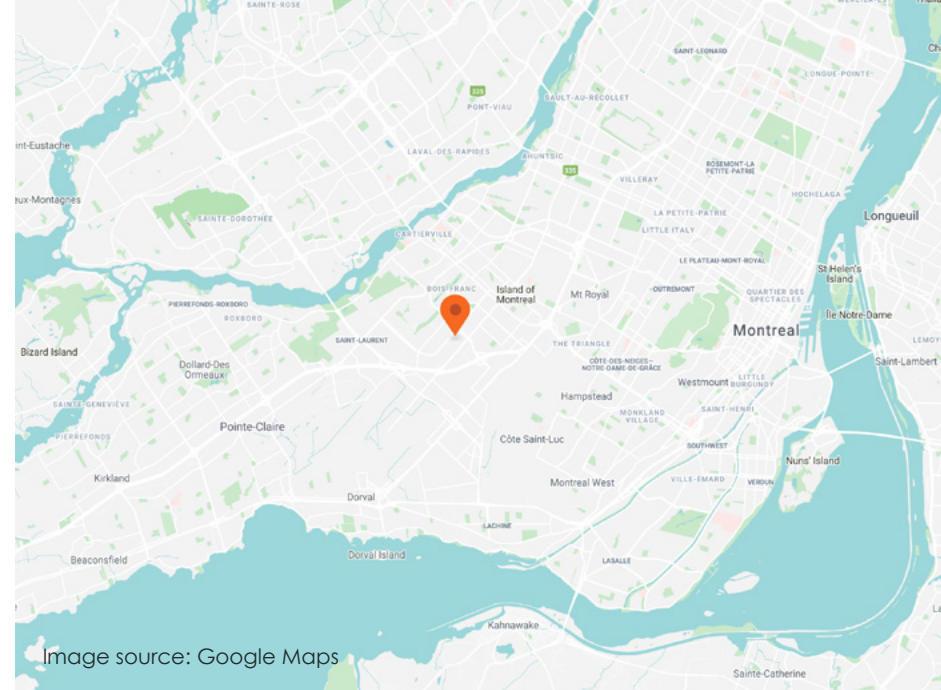 SAINTE-ROSE
SAINT-LEONARD
LONGUE-POINTE
335
PONT-VIAU
SAULT-AU-RECOLLET
int-Eustache
LAVAL-DES-RAPIDES
AHUNTSIC
335
VILLERAY
ROSEMONT-LA
PETITE-PATRIE
eux-Montagnes
HOCHELAGA
SAINTE-DOROTHÉE
LA PETITE-PATRIE
Longueuil
LITTLE ITALY
CARTIERVILLE
LE PLATEAU-MONT-ROYAL
St Helen's
Island
BOIS-FRANC
Island of
Montreal
Mt Royal
OUTREMONT
QUARTIER DES
SPECTACLES
PIERREFONDS-ROXBORO
ROXBORO
Île Notre-Dame
Montreal
SAINT-LAURENT
THE TRIANGLE
LEMOY
Bizard Island
Dollard-Des
Ormeaux
CÔTE-DES-NEIGES—
NOTRE-DAME-DE-GRÂCE
Saint-Lambert
Westmount
LITTLE
BURGUNDY
Hampstead
SAINTE-GENEVIÈVE
MONKLAND
VILLAGE
SAINT-HENRI
Pointe-Claire
PIERREFONDS
Côte Saint-Luc
SOUTHWEST
Nuns' Island
Kirkland
Montreal West
VILLE-EMARD
VERDUN
Dorval
LACHINE
Beaconsfield
Dorval Island
LASALLE
Kahnawake
Image source: Google Maps
Sainte-Catherine